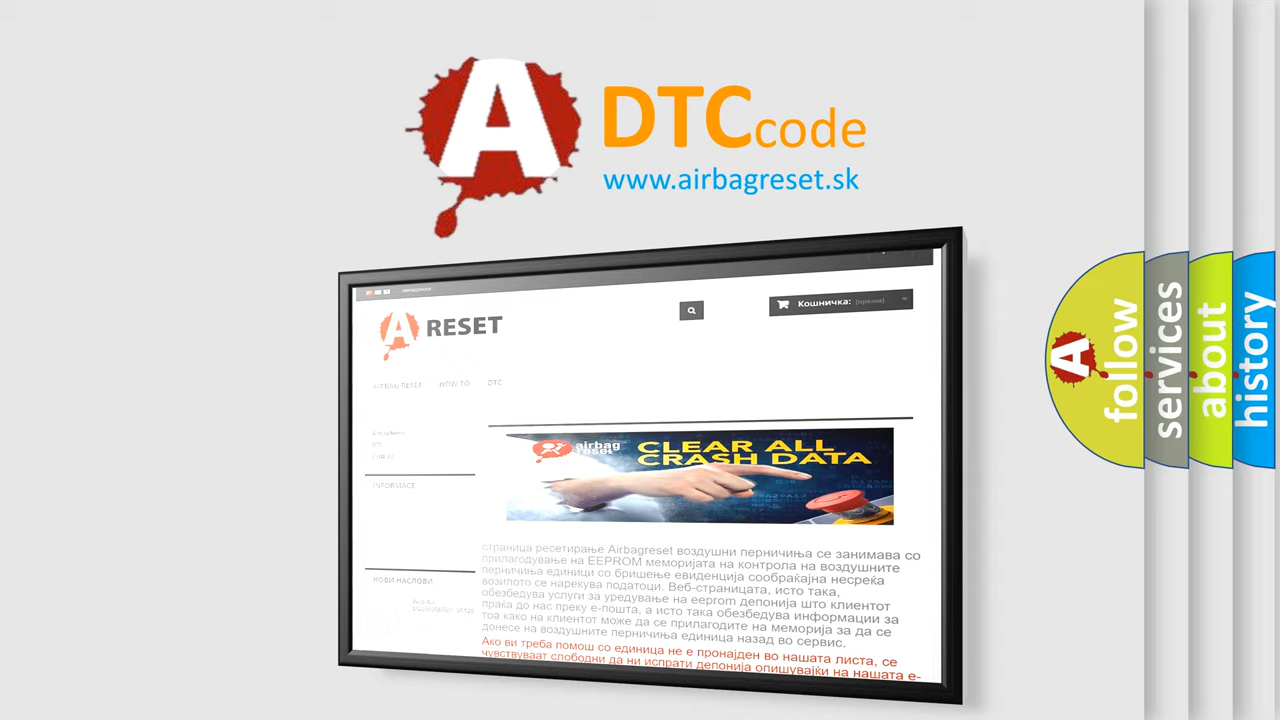 A DTCcode
www.airbagreset.sk
A RESET
Кошничка: (празна)
AIRBAG RESET HOW TO DTC
INFORMACE
airbag reset
CLEAR ALL
CRASH DATA
страница ресетирање Airbagreset воздушни перничиња се занимава со
прилагодување на EEPROM меморијата на контрола на воздушните
перничиња единици со бришење евиденција сообраќајна несреќа
возилото се нарекува податоци. Веб-страницата, исто така,
обезбедува услуги за уредување на eeprom депонија што клиентот
праќа до нас преку е-пошта, а исто така обезбедува информации за
тоа како на клиентот може да се прилагодите на меморија за да се
донесе на воздушните перничиња единица назад во сервис.
Ако ви треба помош со единица не е пронајден во нашата листа, се
чувствуваат слободни да ни испрати депонија опишувајќи на нашата е-
НОВИ НАСЛОВИ
A
follow
services
about
history